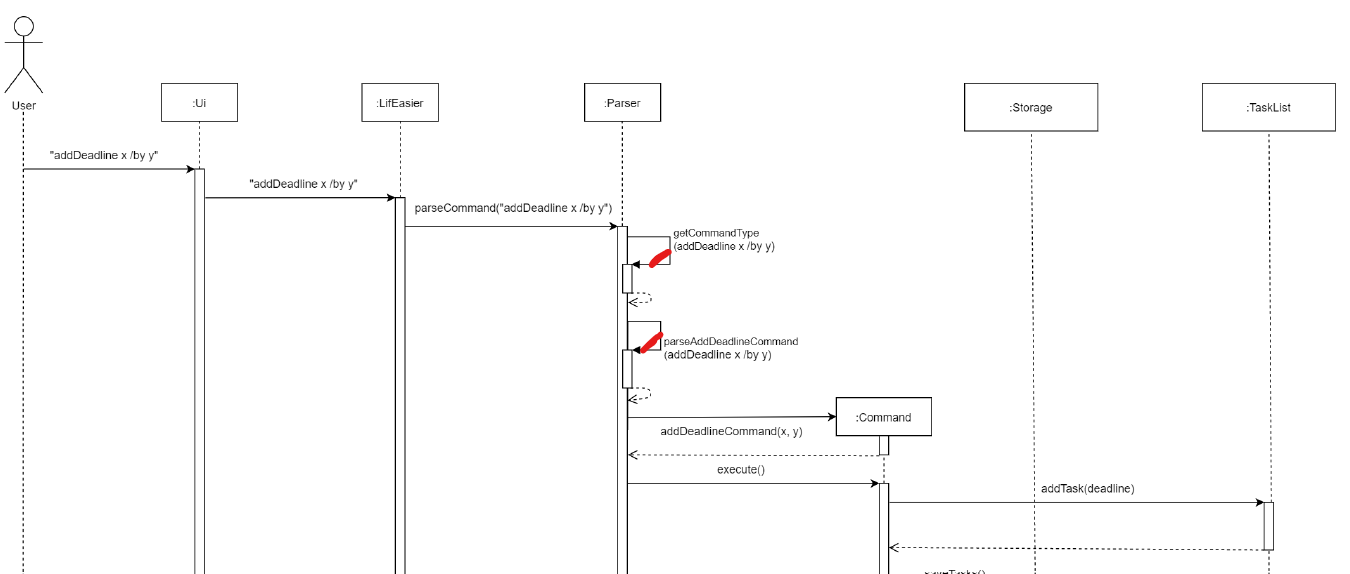 User
:Ui
:LifEasier
:Parser
:Storage
:TaskList
"addDeadline x /by y"
"addDeadline x /by y"
parseCommand("addDeadline x /by y")
getCommandType
(addDeadline x /by y)
parseAddDeadlineCommand
(addDeadline x /by y)
:Command
addDeadlineCommand(x, y)
execute()
addTask(deadline)
saveTasks()